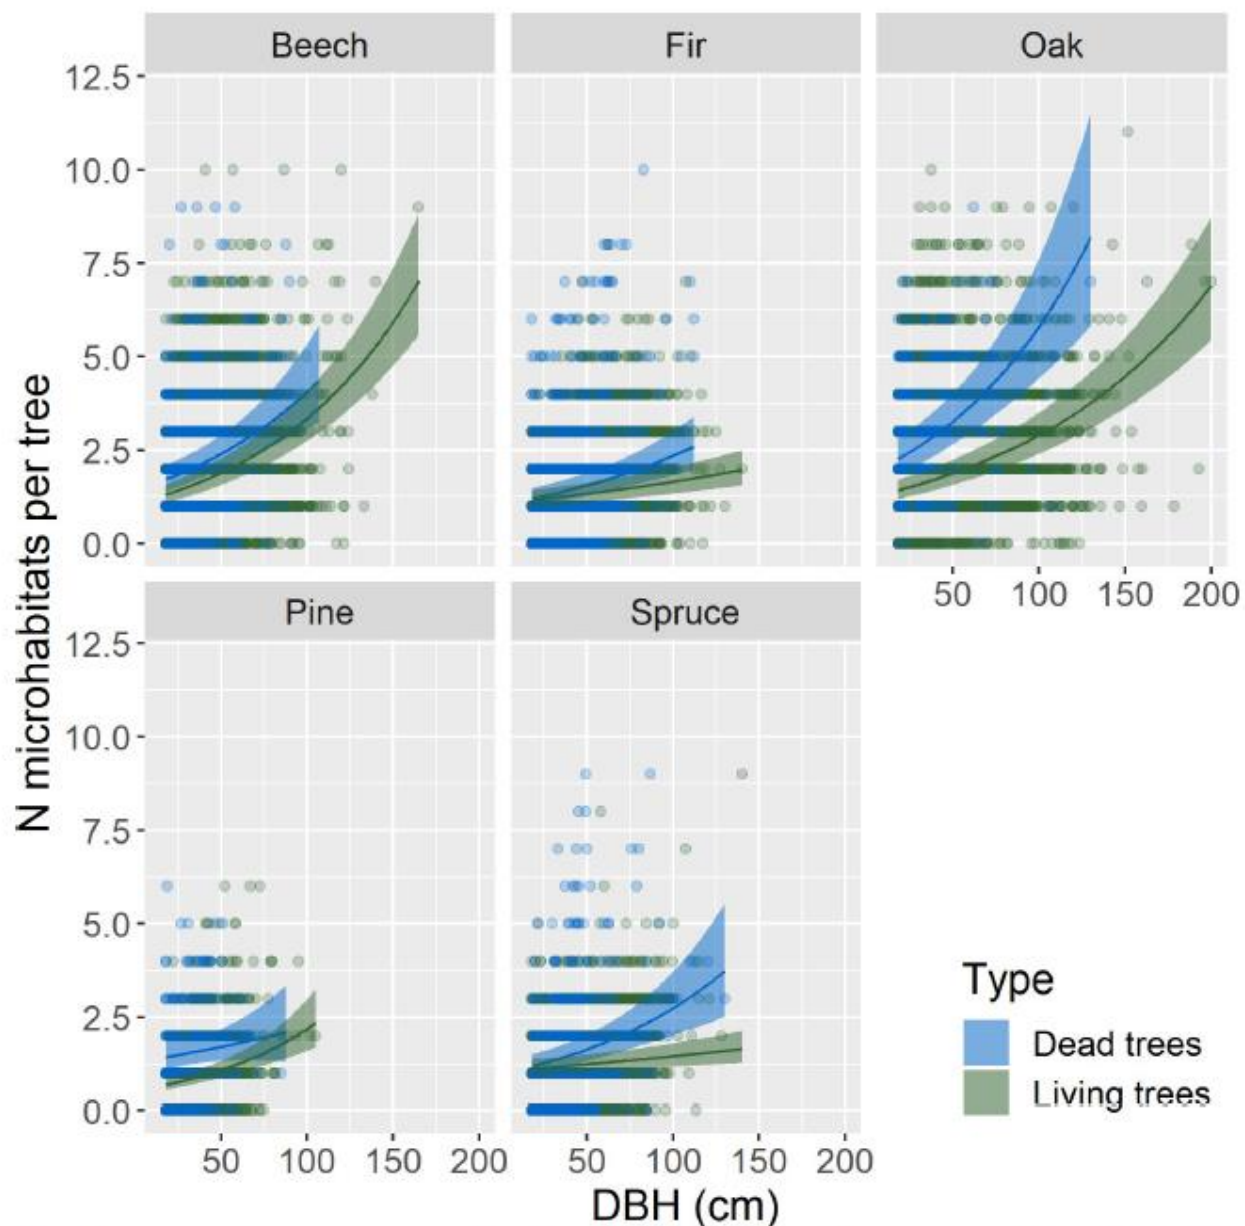 Beech Fir Oak
12.5
10.0
7.5
5.0
2.5
0.0
50 100 150 200
Pine Spruce
12.5
10.0
7.5
5.0
2.5
0.0
50 100 150 200 50 100 150 200
N microhabitats per tree
DBH (cm)
Type
Dead trees
Living trees